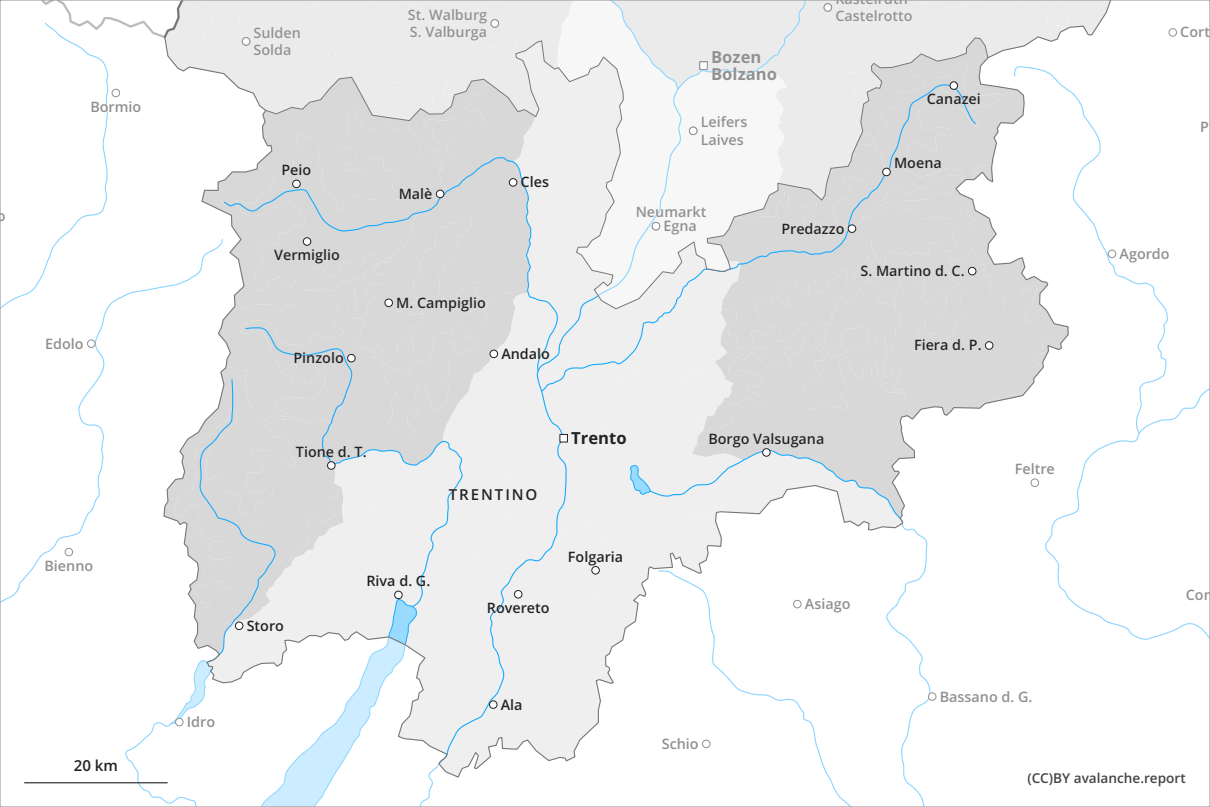 Kastelruth
Castelrotto
St. Walburg
S. Valburga
Sulden
Solda
Cort
Bozen
Bolzano
Bormio
Canazei
Leifers
Laives
P
Moena
Peio
Malè
Cles
Neumarkt
Egna
Predazzo
Vermiglio
Agordo
S. Martino d. C.
M. Campiglio
Edolo
Pinzolo
Andalo
Fiera d. P.
Trento
Borgo Valsugana
Tione d. T.
Feltre
TRENTINO
Bienno
Folgaria
Riva d. G.
Rovereto
Asiago
Cor
Storo
Ala
Bassano d. G.
Idro
Schio
20 km
(CC)BY avalanche.report